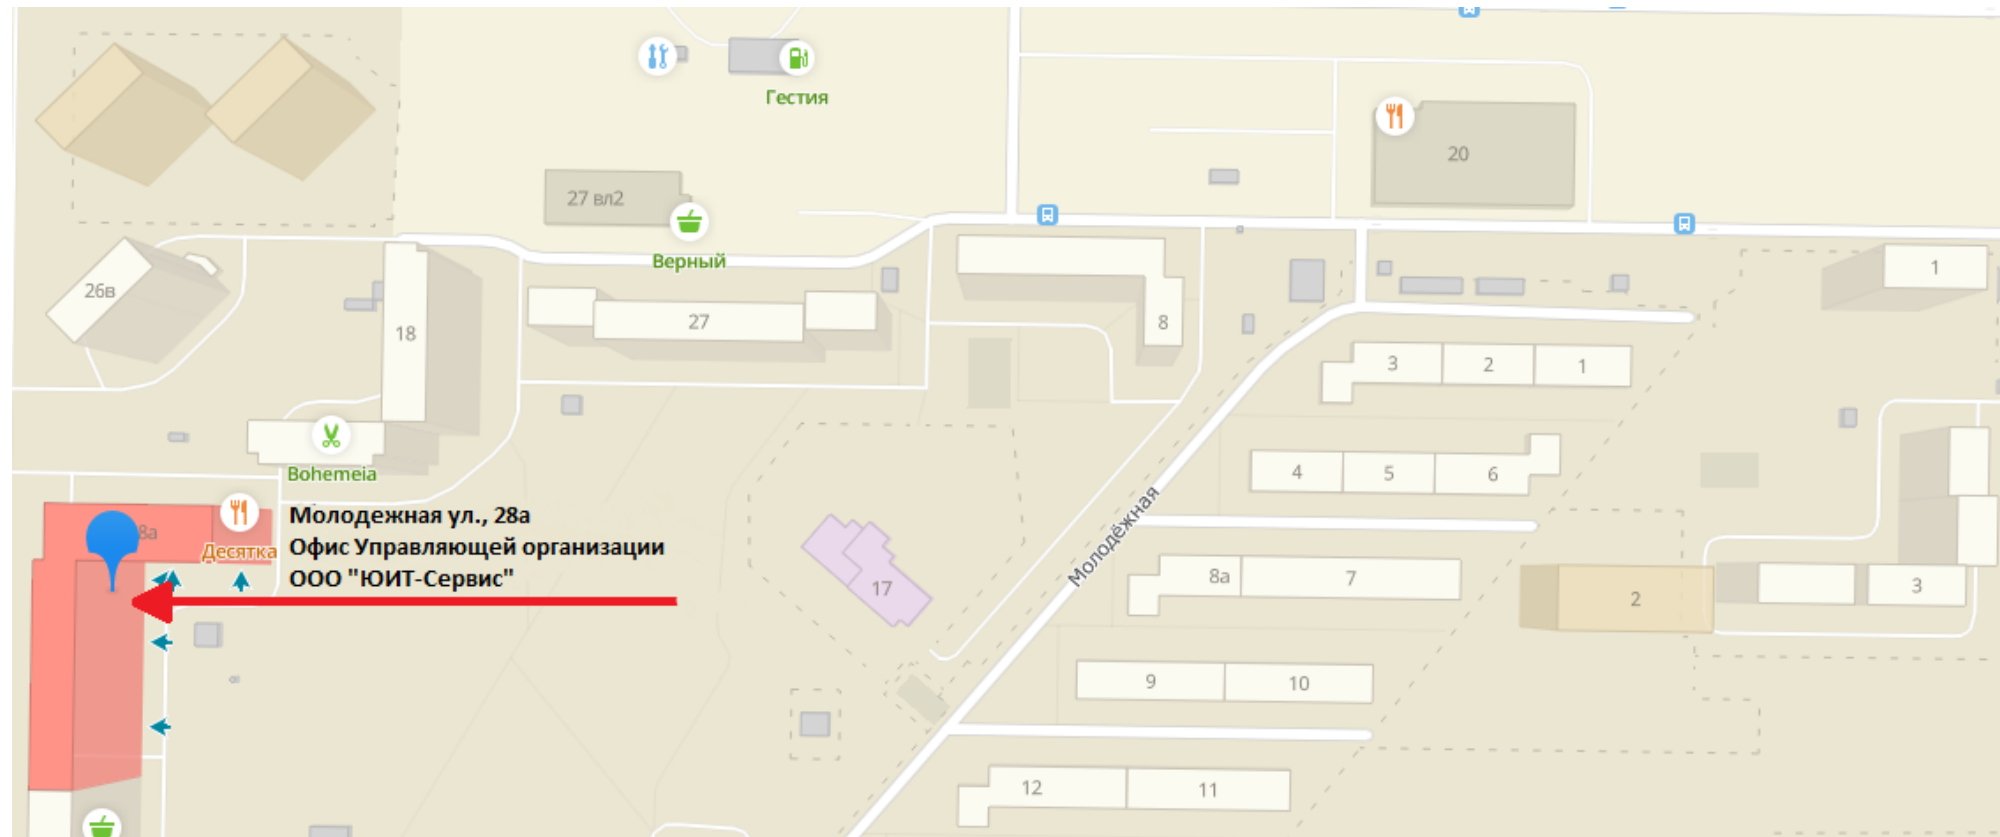 Гестия
20
27 вл2
Верный
1
26в
18
27
8
3
2
1
Bohemeia
4
5
6
8а
Десятка
Молодежная ул., 28а
Офис Управляющей организации
ООО "ЮИТ-Сервис"
Молодёжная
17
8а
7
2
3
9
10
12
11